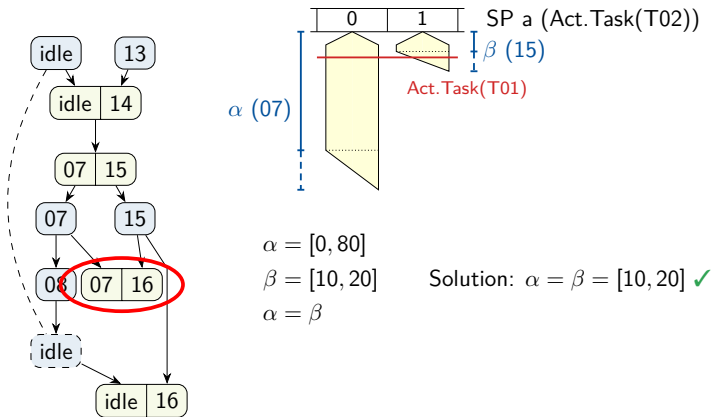 0 1 SP a (Act.Task(T02))
idle 13
β (15)
Act.Task(T01)
idle 14
α (07)
07 15
07 15
α = [0, 80]
08 07 16
β = [10, 20] Solution: α = β = [10, 20] ✓
α = β
idle
idle 16